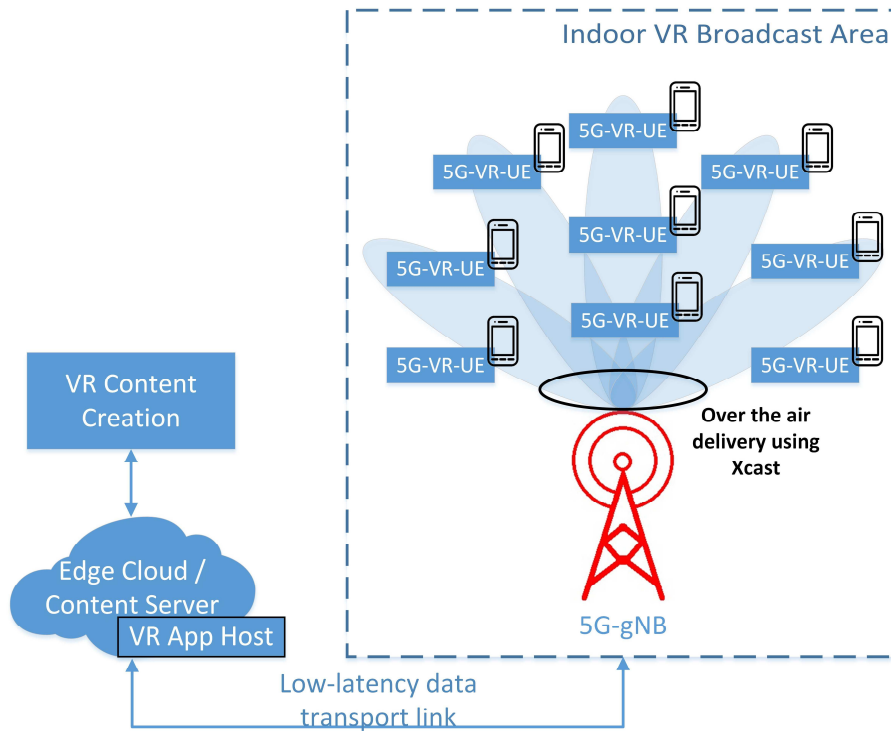 Indoor VR Broadcast Area
5G-VR-UE
5G-VR-UE
5G-VR-UE
5G-VR-UE
5G-VR-UE
5G-VR-UE
5G-VR-UE
5G-VR-UE
5G-VR-UE
VR Content
Creation
Over the air
delivery using
Xcast
Edge Cloud /
Content Server
VR App Host
5G-gNB
Low-latency data
transport link